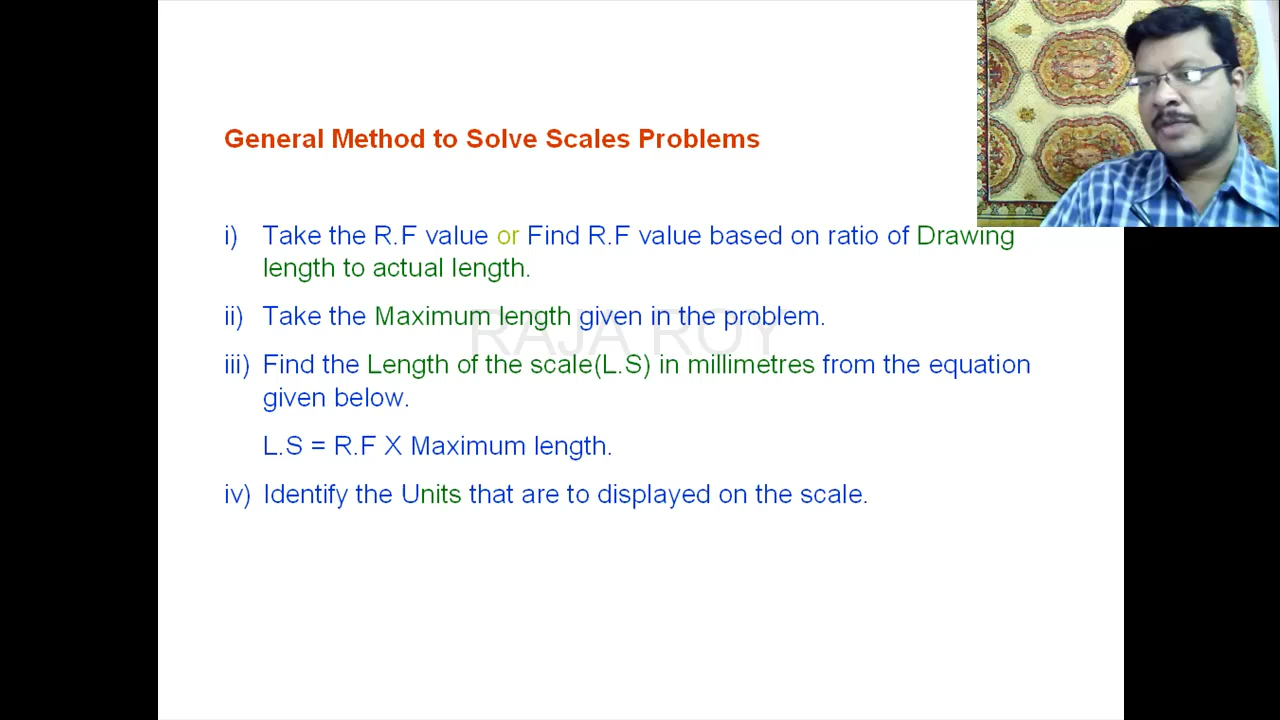 General Method to Solve Scales Problems
i) Take the R.F value or Find R.F value based on ratio of Drawing
length to actual length.
ii) Take the Maximum length given in the problem.
RAJA ROY
iii) Find the Length of the scale(L.S) in millimetres from the equation
given below.
L.S = R.F X Maximum length.
iv) Identify the Units that are to displayed on the scale.